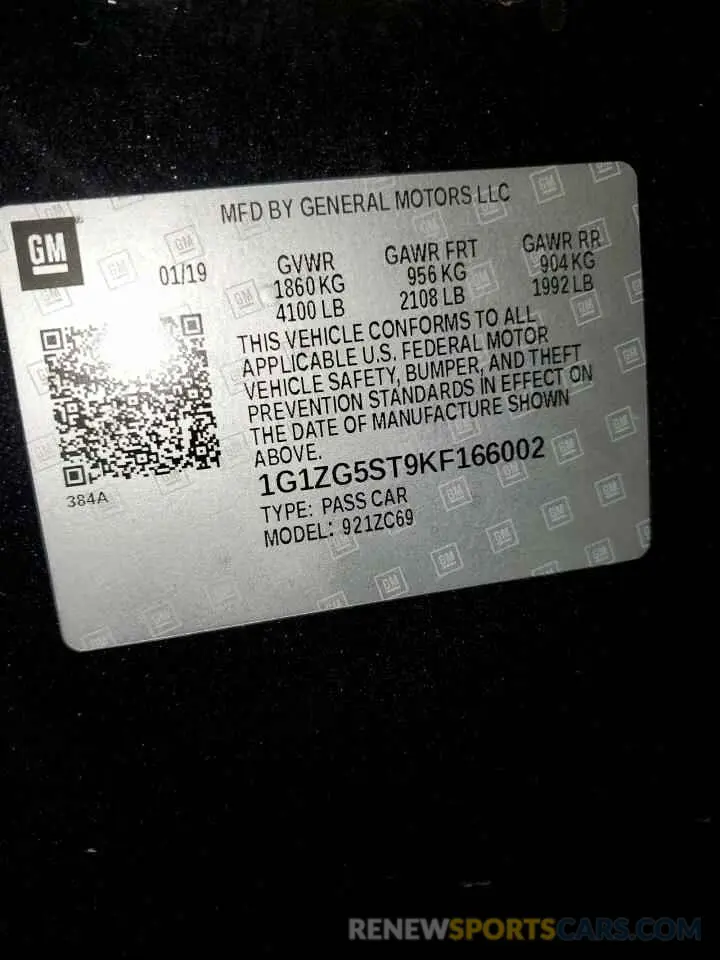 MFD BY GENERAL MOTORS LLC
GM
01/19
GVWR GAWR FRT GAWR RR
1860 KG 956 KG 904 KG
4100 LB 2108 LB 1992 LB
THIS VEHICLE CONFORMS TO ALL
APPLICABLE U.S. FEDERAL MOTOR
VEHICLE SAFETY, BUMPER, AND THEFT
PREVENTION STANDARDS IN EFFECT ON
THE DATE OF MANUFACTURE SHOWN
ABOVE.
384A
1G1ZG5ST9KF166002
TYPE: PASS CAR
MODEL: 921ZC69
RENEWSPORTSCARS.COM